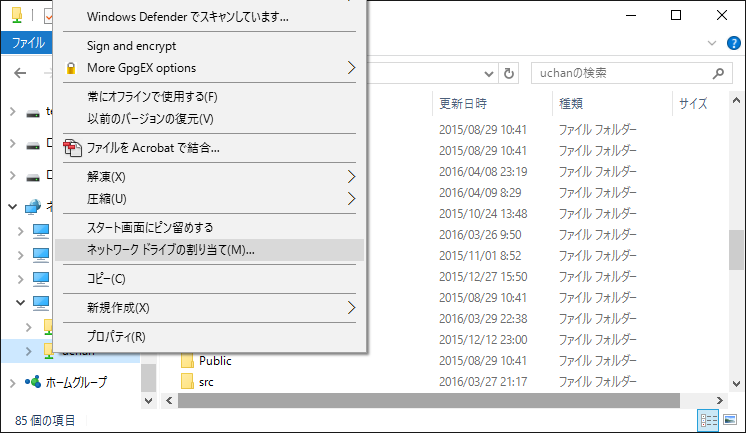 Windows Defender でスキャンしています...
ファイル
Sign and encrypt
More GpgEX options
uchanの検索
常にオフラインで使用する(F)
以前のバージョンの復元(V)
ファイルを Acrobat で結合...
解凍(X)
圧縮(U)
スタート画面にピン留めする
ネットワーク ドライブの割り当て(M)...
コピー(C)
新規作成(X)
プロパティ(R)
更新日時 種類 サイズ
2015/08/29 10:41 ファイル フォルダー
2015/08/29 10:41 ファイル フォルダー
2016/04/08 23:19 ファイル フォルダー
2016/04/09 8:29 ファイル フォルダー
2015/10/24 13:48 ファイル フォルダー
2016/03/26 9:50 ファイル フォルダー
2015/11/01 8:52 ファイル フォルダー
2015/12/27 15:50 ファイル フォルダー
2015/08/29 10:41 ファイル フォルダー
2016/03/29 22:38 ファイル フォルダー
2015/12/12 23:00 ファイル フォルダー
Public 2015/08/29 10:41 ファイル フォルダー
src 2016/03/27 21:17 ファイル フォルダー
ホームグループ
85 個の項目